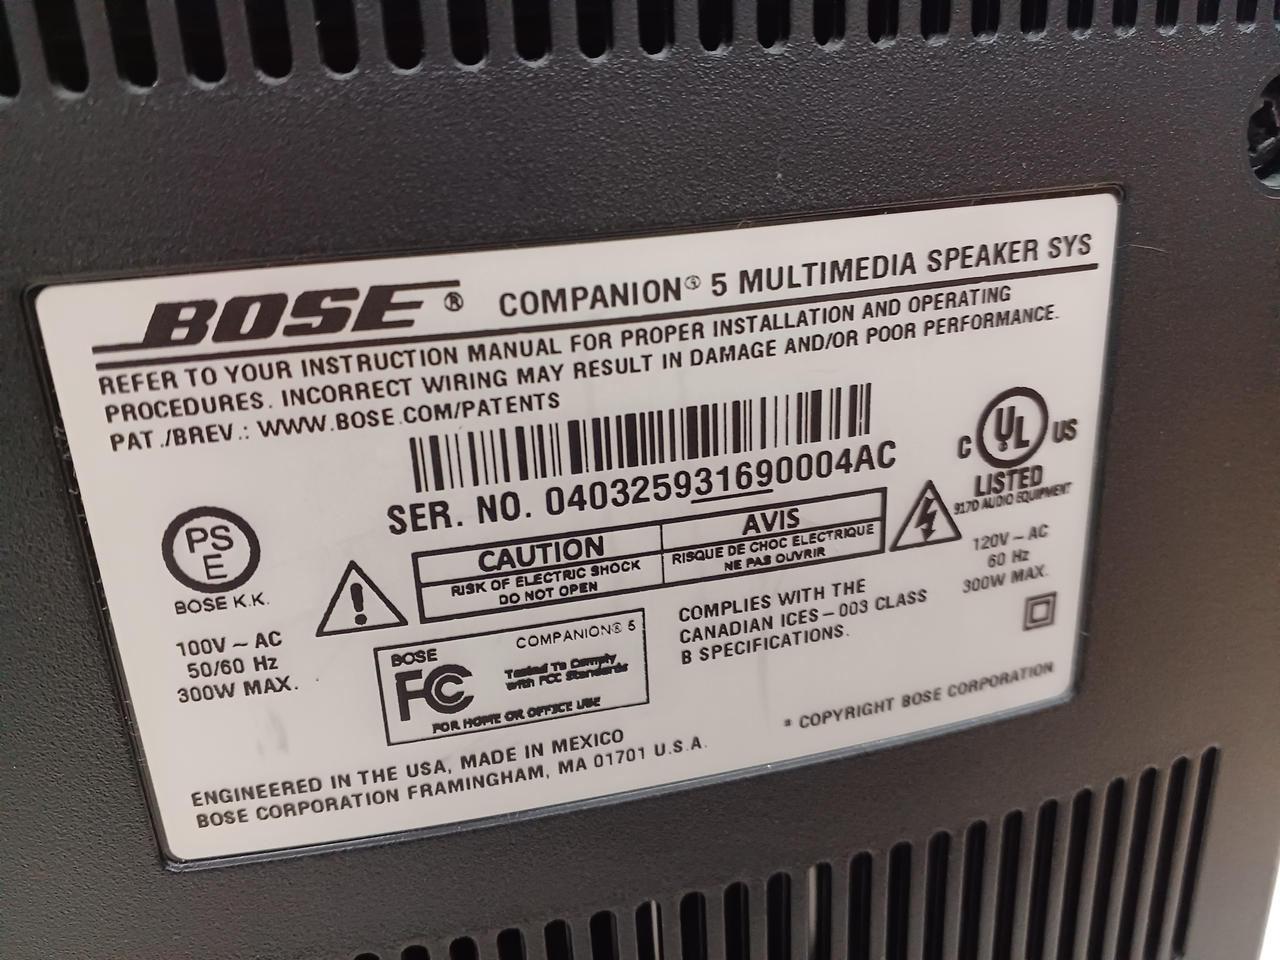 BOSE® COMPANION® 5 MULTIMEDIA SPEAKER SYS
REFER TO YOUR INSTRUCTION MANUAL FOR PROPER INSTALLATION AND OPERATING
PROCEDURES. INCORRECT WIRING MAY RESULT IN DAMAGE AND/OR POOR PERFORMANCE.
PAT./BREV.: WWW.BOSE.COM/PATENTS
SER. NO. 040325931690004AC
C UL US
LISTED
917D AUDIO EQUIPMENT
120V ~ AC
60 Hz
300W MAX.
PS
E
BOSE K.K.
100V ~ AC
50/60 Hz
300W MAX.
CAUTION
RISK OF ELECTRIC SHOCK
DO NOT OPEN
AVIS
RISQUE DE CHOC ELECTRIQUE
NE PAS OUVRIR
BOSE COMPANION® 5
FC Tested To Comply
with FCC Standards
FOR HOME OR OFFICE USE
COMPLIES WITH THE
CANADIAN ICES-003 CLASS
B SPECIFICATIONS.
ENGINEERED IN THE USA, MADE IN MEXICO
BOSE CORPORATION FRAMINGHAM, MA 01701 U.S.A.
* COPYRIGHT BOSE CORPORATION